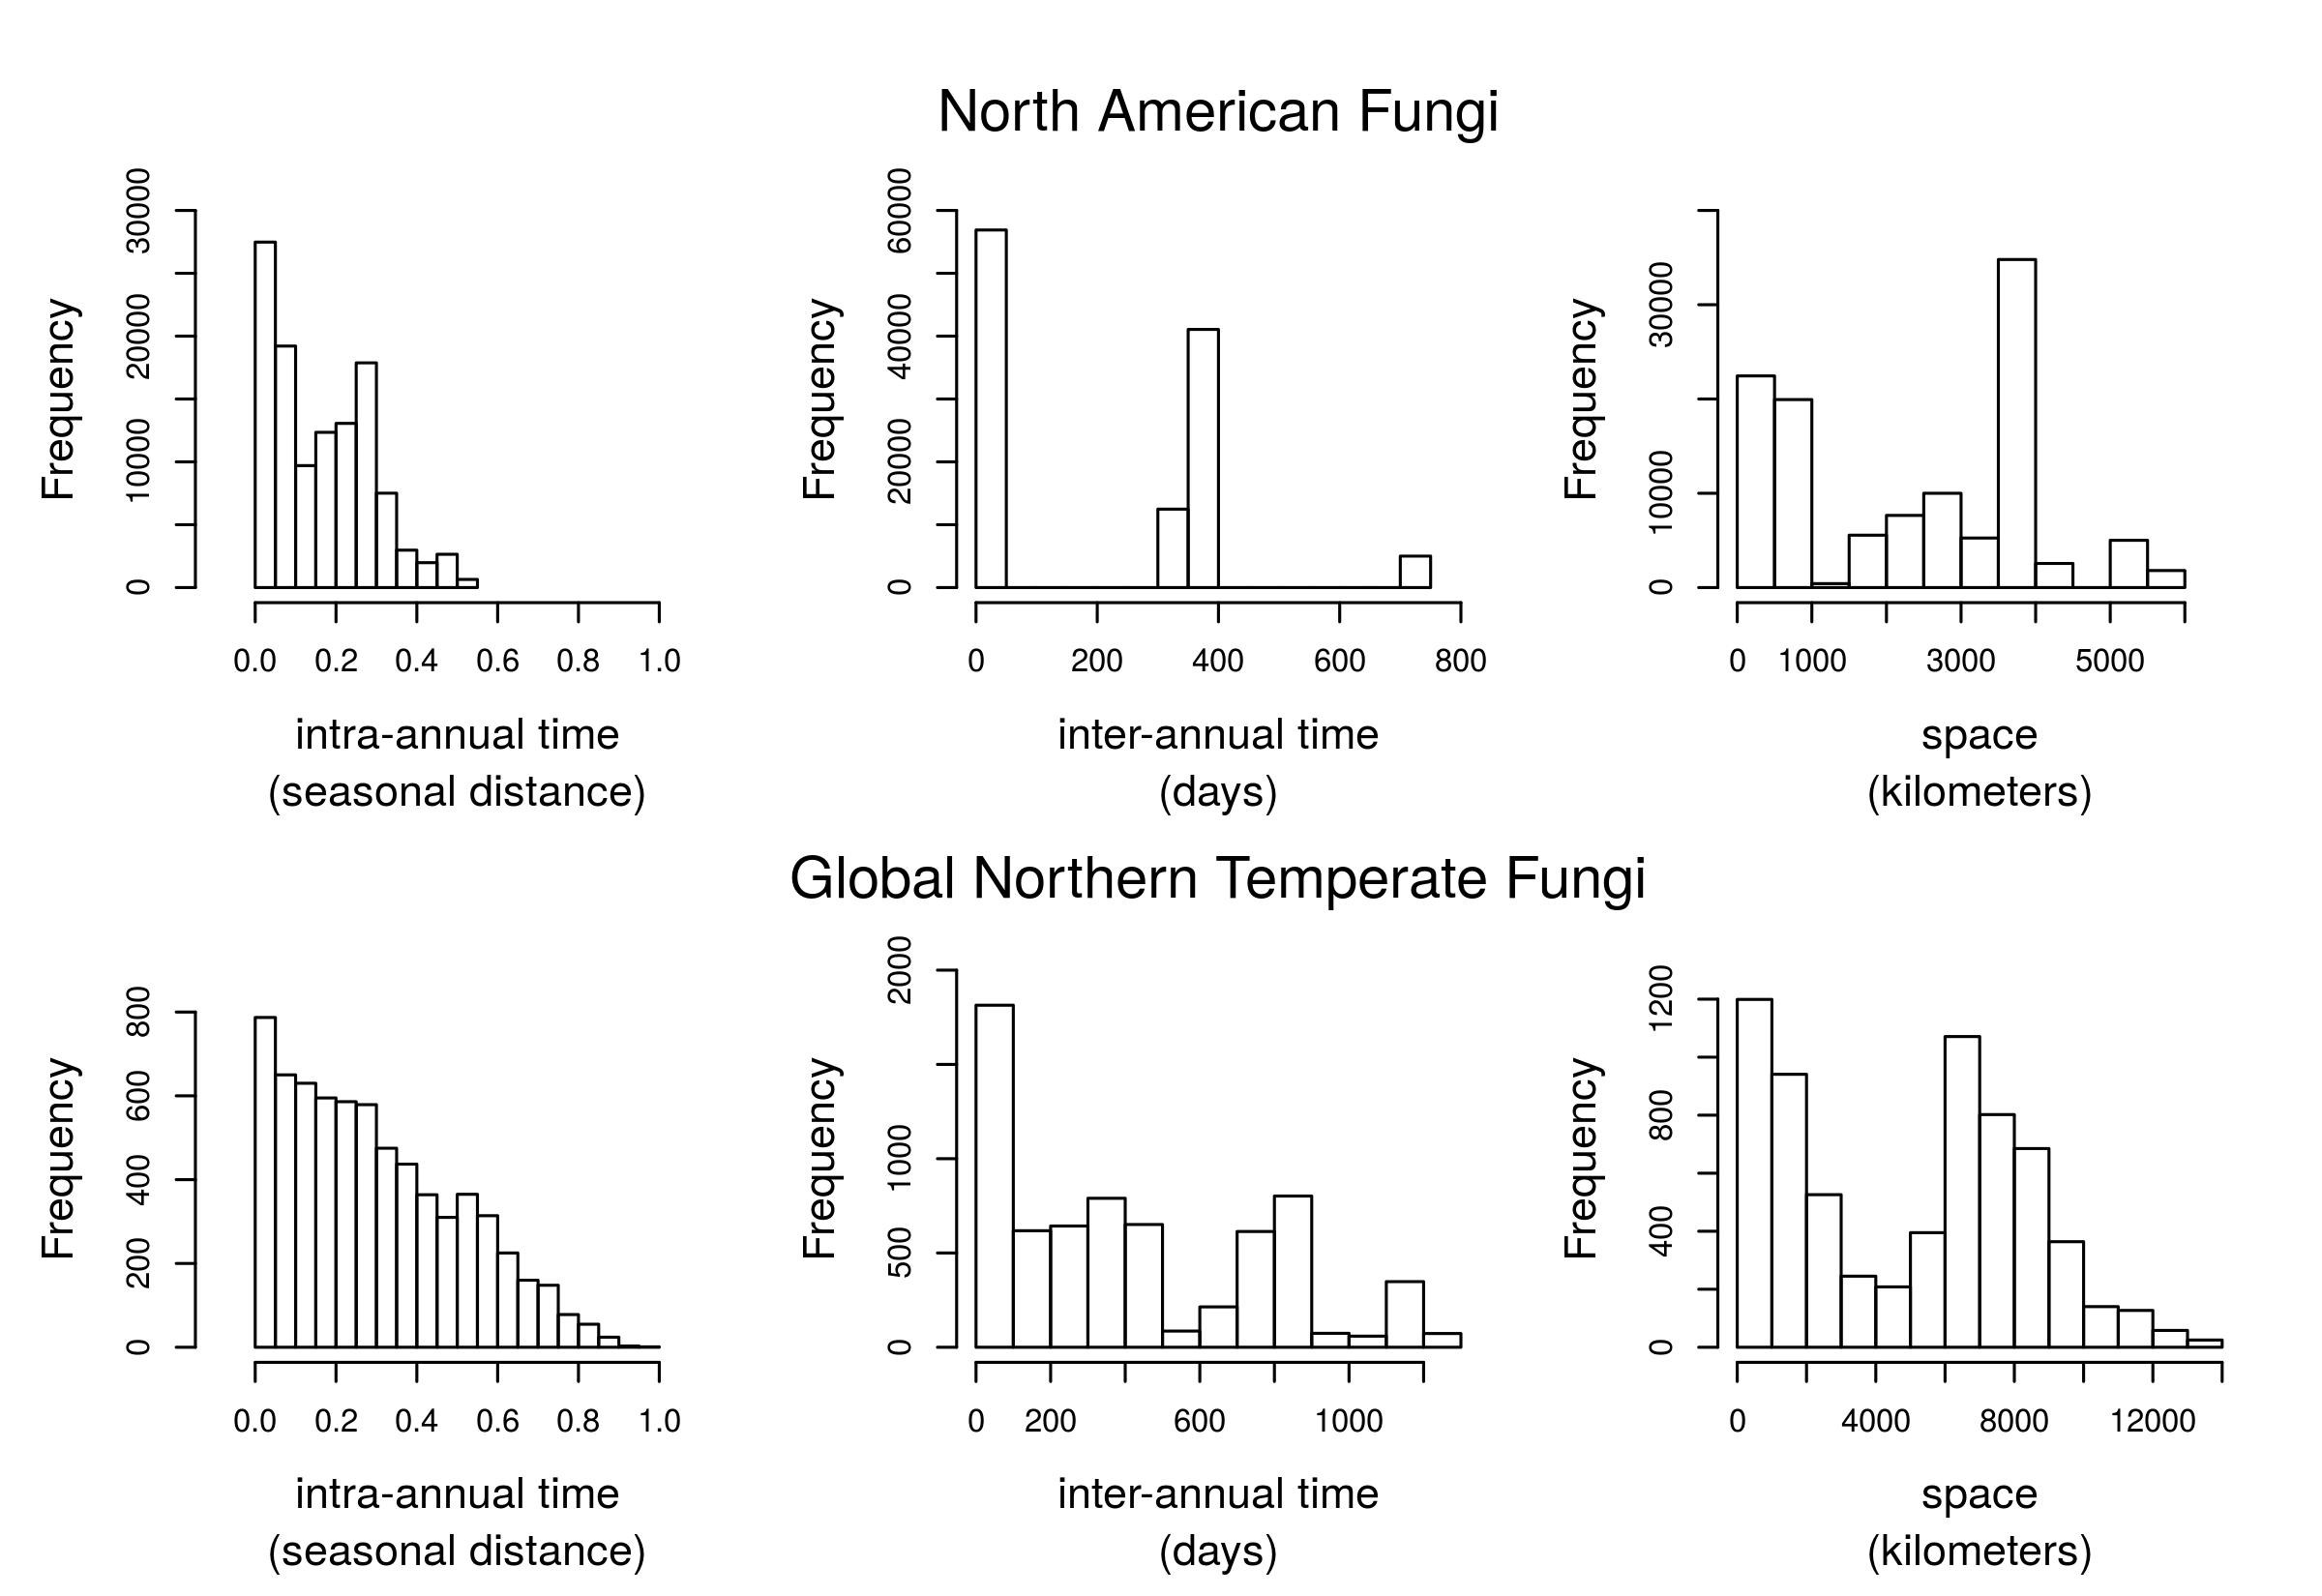 North American Fungi
Frequency
0 10000 20000 30000
0.0 0.2 0.4 0.6 0.8 1.0
intra-annual time
(seasonal distance)
Frequency
0 20000 40000 60000
0 200 400 600 800
inter-annual time
(days)
Frequency
0 10000 30000
0 1000 3000 5000
space
(kilometers)
Global Northern Temperate Fungi
Frequency
0 200 400 600 800
0.0 0.2 0.4 0.6 0.8 1.0
intra-annual time
(seasonal distance)
Frequency
0 500 1000 2000
0 200 600 1000
inter-annual time
(days)
Frequency
0 400 800 1200
0 4000 8000 12000
space
(kilometers)